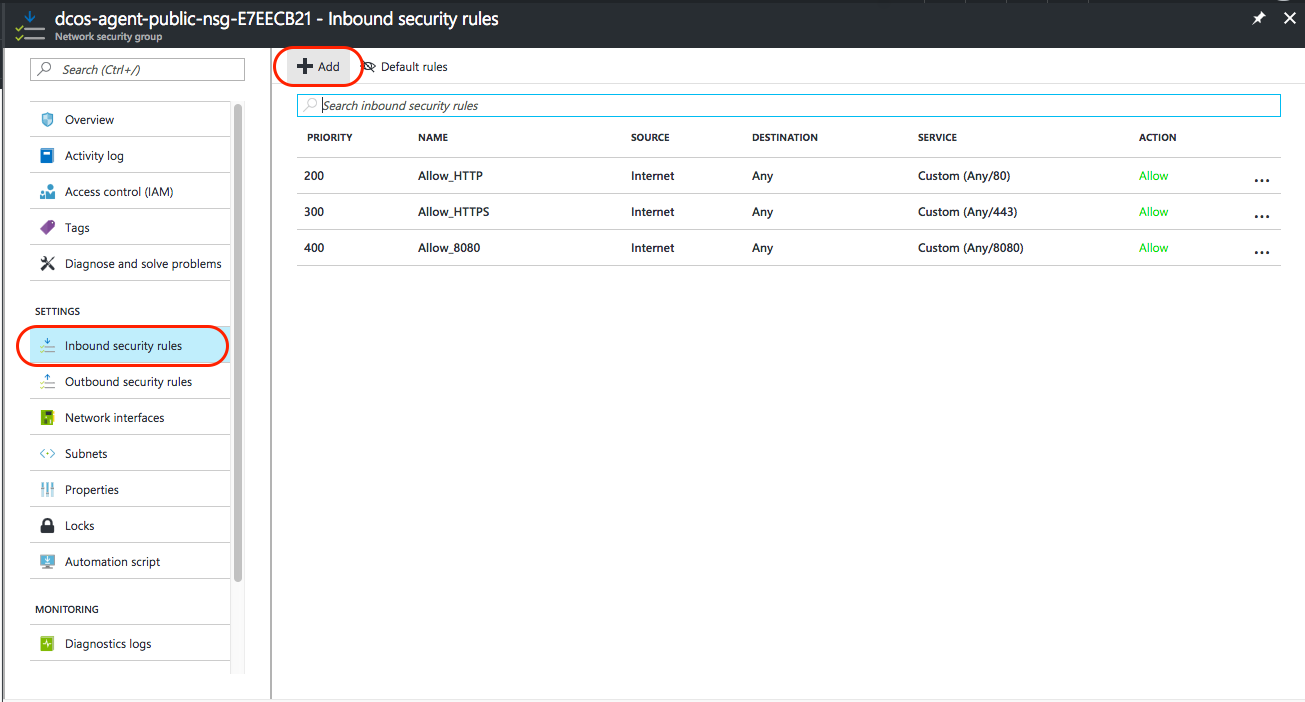 dcos-agent-public-nsg-E7EECB21 - Inbound security rules
Network security group
Search (Ctrl+/)
Overview
Activity log
Access control (IAM)
Tags
Diagnose and solve problems
SETTINGS
Inbound security rules
Outbound security rules
Network interfaces
Subnets
Properties
Locks
Automation script
MONITORING
Diagnostics logs
Add Default rules
Search inbound security rules
PRIORITY NAME SOURCE DESTINATION SERVICE ACTION
200 Allow_HTTP Internet Any Custom (Any/80) Allow ...
300 Allow_HTTPS Internet Any Custom (Any/443) Allow ...
400 Allow_8080 Internet Any Custom (Any/8080) Allow ...